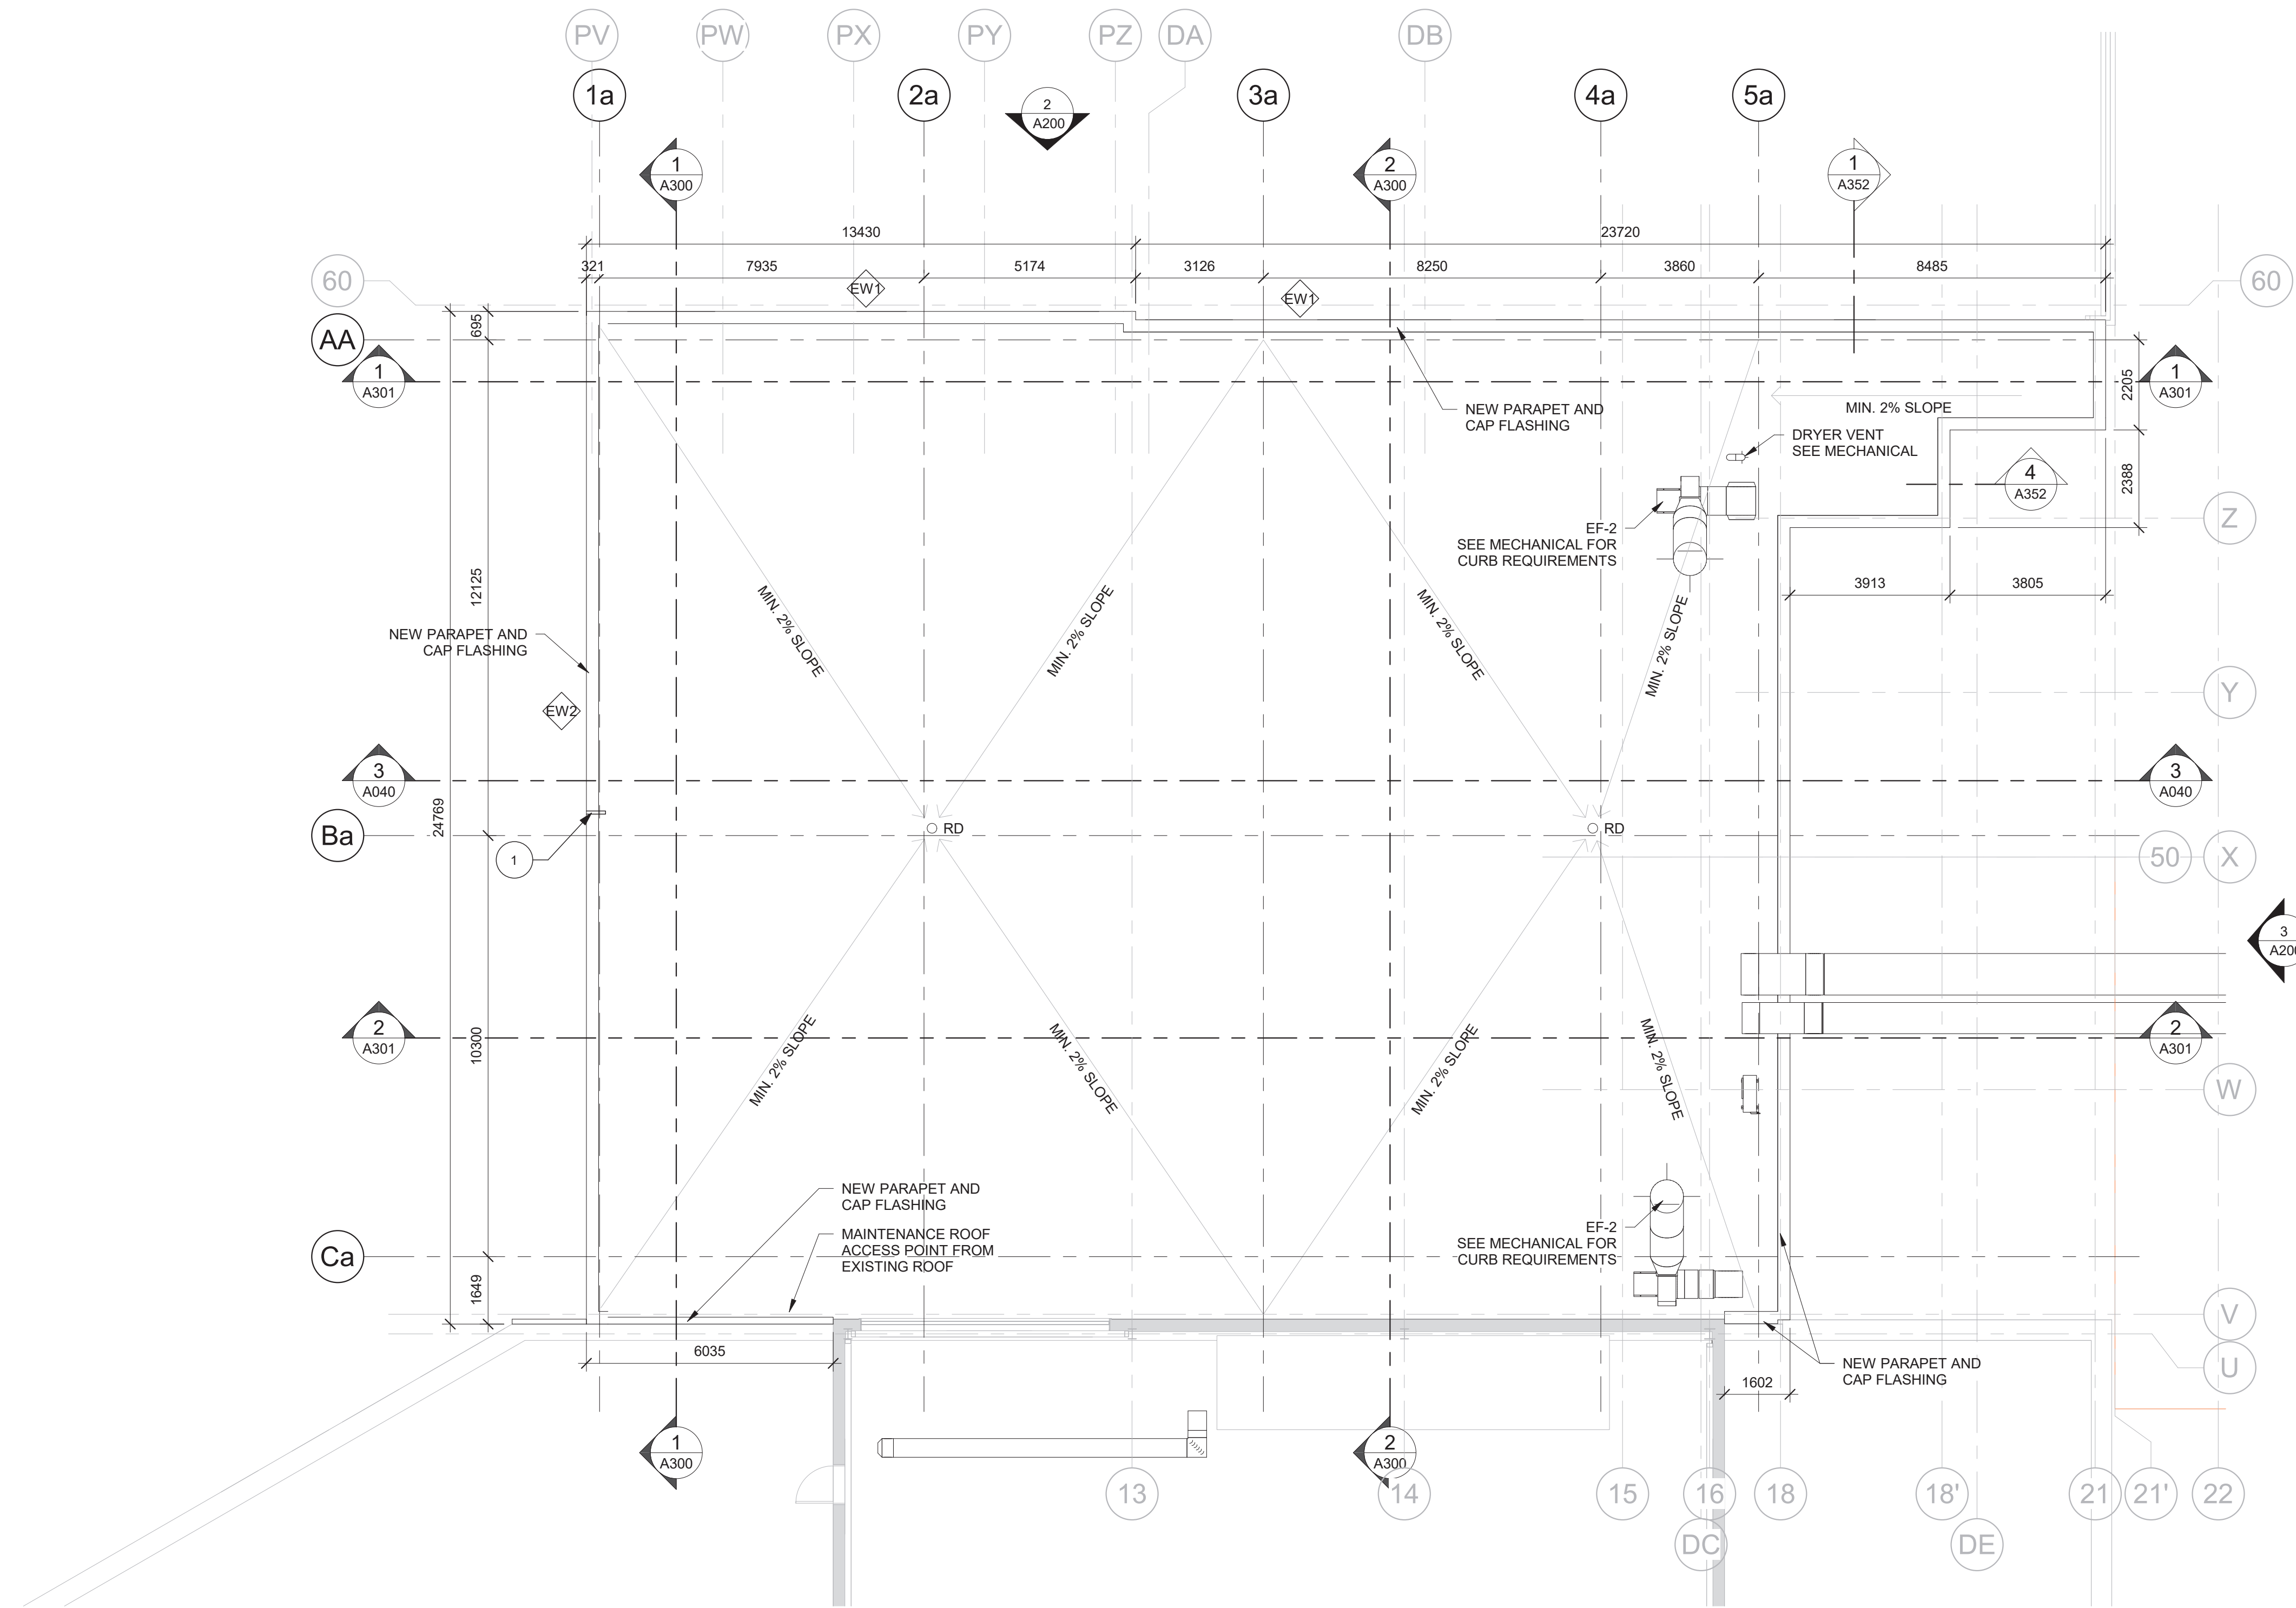 PV
PW
PX
PY
PZ
DA
DB
1a
2a
3a
4a
5a
2
A200
1
A300
2
A300
1
A352
13430
23720
321
7935
5174
3126
8250
3860
8485
60
60
EW1
EW1
695
AA
1
A301
1
A301
2205
NEW PARAPET AND
CAP FLASHING
MIN. 2% SLOPE
DRYER VENT
SEE MECHANICAL
4
A352
2388
Z
EF-2
SEE MECHANICAL FOR
CURB REQUIREMENTS
12125
3913
3805
MIN. 2% SLOPE
MIN. 2% SLOPE
MIN. 2% SLOPE
MIN. 2% SLOPE
NEW PARAPET AND
CAP FLASHING
EW2
Y
3
A040
3
A040
24769
Ba
RD
RD
1
50
X
3
2
A301
10300
2
A301
MIN. 2% SLOPE
MIN. 2% SLOPE
MIN. 2% SLOPE
MIN. 2% SLOPE
W
NEW PARAPET AND
CAP FLASHING
MAINTENANCE ROOF
ACCESS POINT FROM
EXISTING ROOF
EF-2
SEE MECHANICAL FOR
CURB REQUIREMENTS
Ca
1649
V
6035
U
NEW PARAPET AND
CAP FLASHING
1602
1
A300
2
A300
13
14
15
16
18
18'
21
21'
22
DC
DE